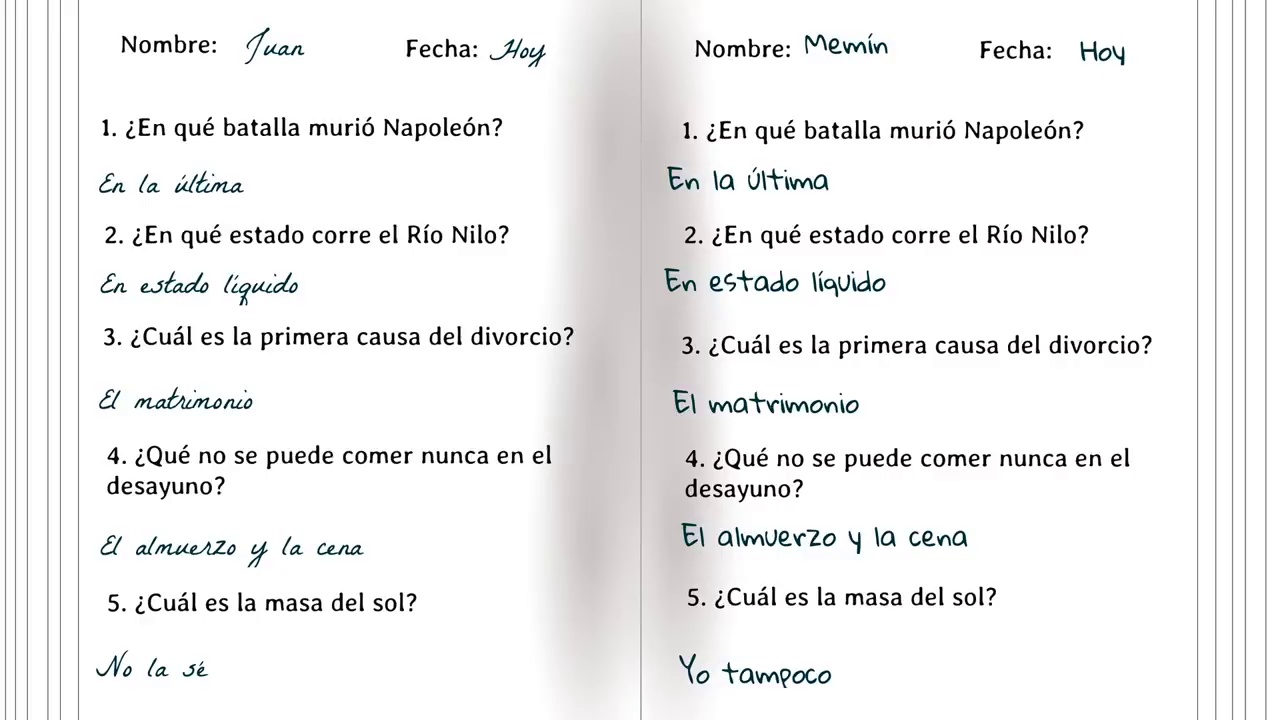 Nombre: Juan Fecha: Hoy
1. ¿En qué batalla murió Napoleón?
En la última
2. ¿En qué estado corre el Río Nilo?
En estado líquido
3. ¿Cuál es la primera causa del divorcio?
El matrimonio
4. ¿Qué no se puede comer nunca en el
desayuno?
El almuerzo y la cena
5. ¿Cuál es la masa del sol?
No la sé
Nombre: Memín Fecha: Hoy
1. ¿En qué batalla murió Napoleón?
En la última
2. ¿En qué estado corre el Río Nilo?
En estado líquido
3. ¿Cuál es la primera causa del divorcio?
El matrimonio
4. ¿Qué no se puede comer nunca en el
desayuno?
El almuerzo y la cena
5. ¿Cuál es la masa del sol?
Yo tampoco